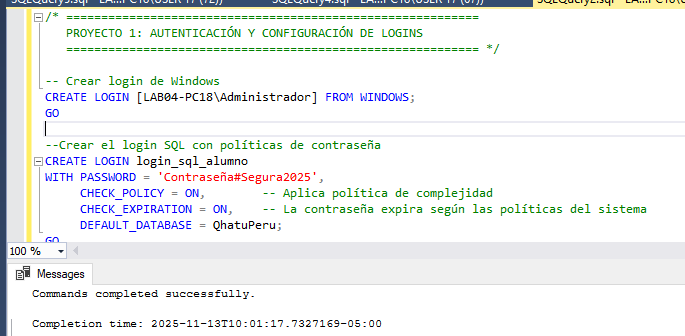 /* ============================================================
PROYECTO 1: AUTENTICACIÓN Y CONFIGURACIÓN DE LOGINS
============================================================ */
-- Crear login de Windows
CREATE LOGIN [LAB04-PC18\Administrador] FROM WINDOWS;
GO
--Crear el login SQL con políticas de contraseña
CREATE LOGIN login_sql_alumno
WITH PASSWORD = 'Contraseña#Segura2025',
CHECK_POLICY = ON, -- Aplica política de complejidad
CHECK_EXPIRATION = ON, -- La contraseña expira según las políticas del sistema
DEFAULT_DATABASE = QhatuPeru;
GO
100 %
Messages
Commands completed successfully.
Completion time: 2025-11-13T10:01:17.7327169-05:00